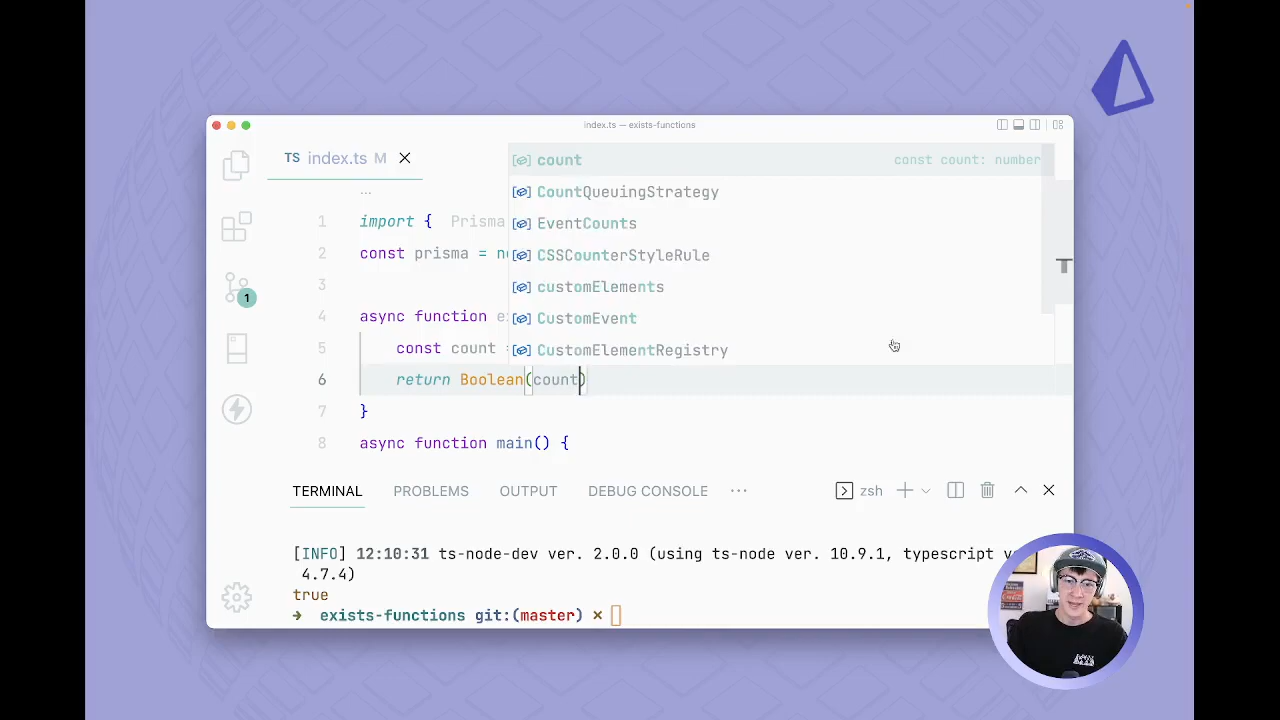 index.ts — exists-functions
TS index.ts M
count const count: number
CountQueuingStrategy
EventCounts
CSSCounterStyleRule
customElements
CustomEvent
CustomElementRegistry
...
1 import { Prisma
2 const prisma =
3
4 async function
5 const count =
6 return Boolean(count)
7 }
8 async function main() {
1
TERMINAL PROBLEMS OUTPUT DEBUG CONSOLE ... zsh
[INFO] 12:10:31 ts-node-dev ver. 2.0.0 (using ts-node ver. 10.9.1, typescript
4.7.4)
true
→ exists-functions git:(master) ×